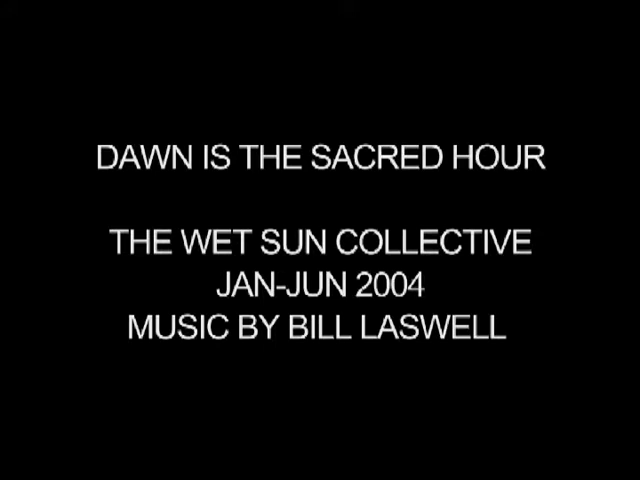 DAWN IS THE SACRED HOUR
THE WET SUN COLLECTIVE
JAN-JUN 2004
MUSIC BY BILL LASWELL